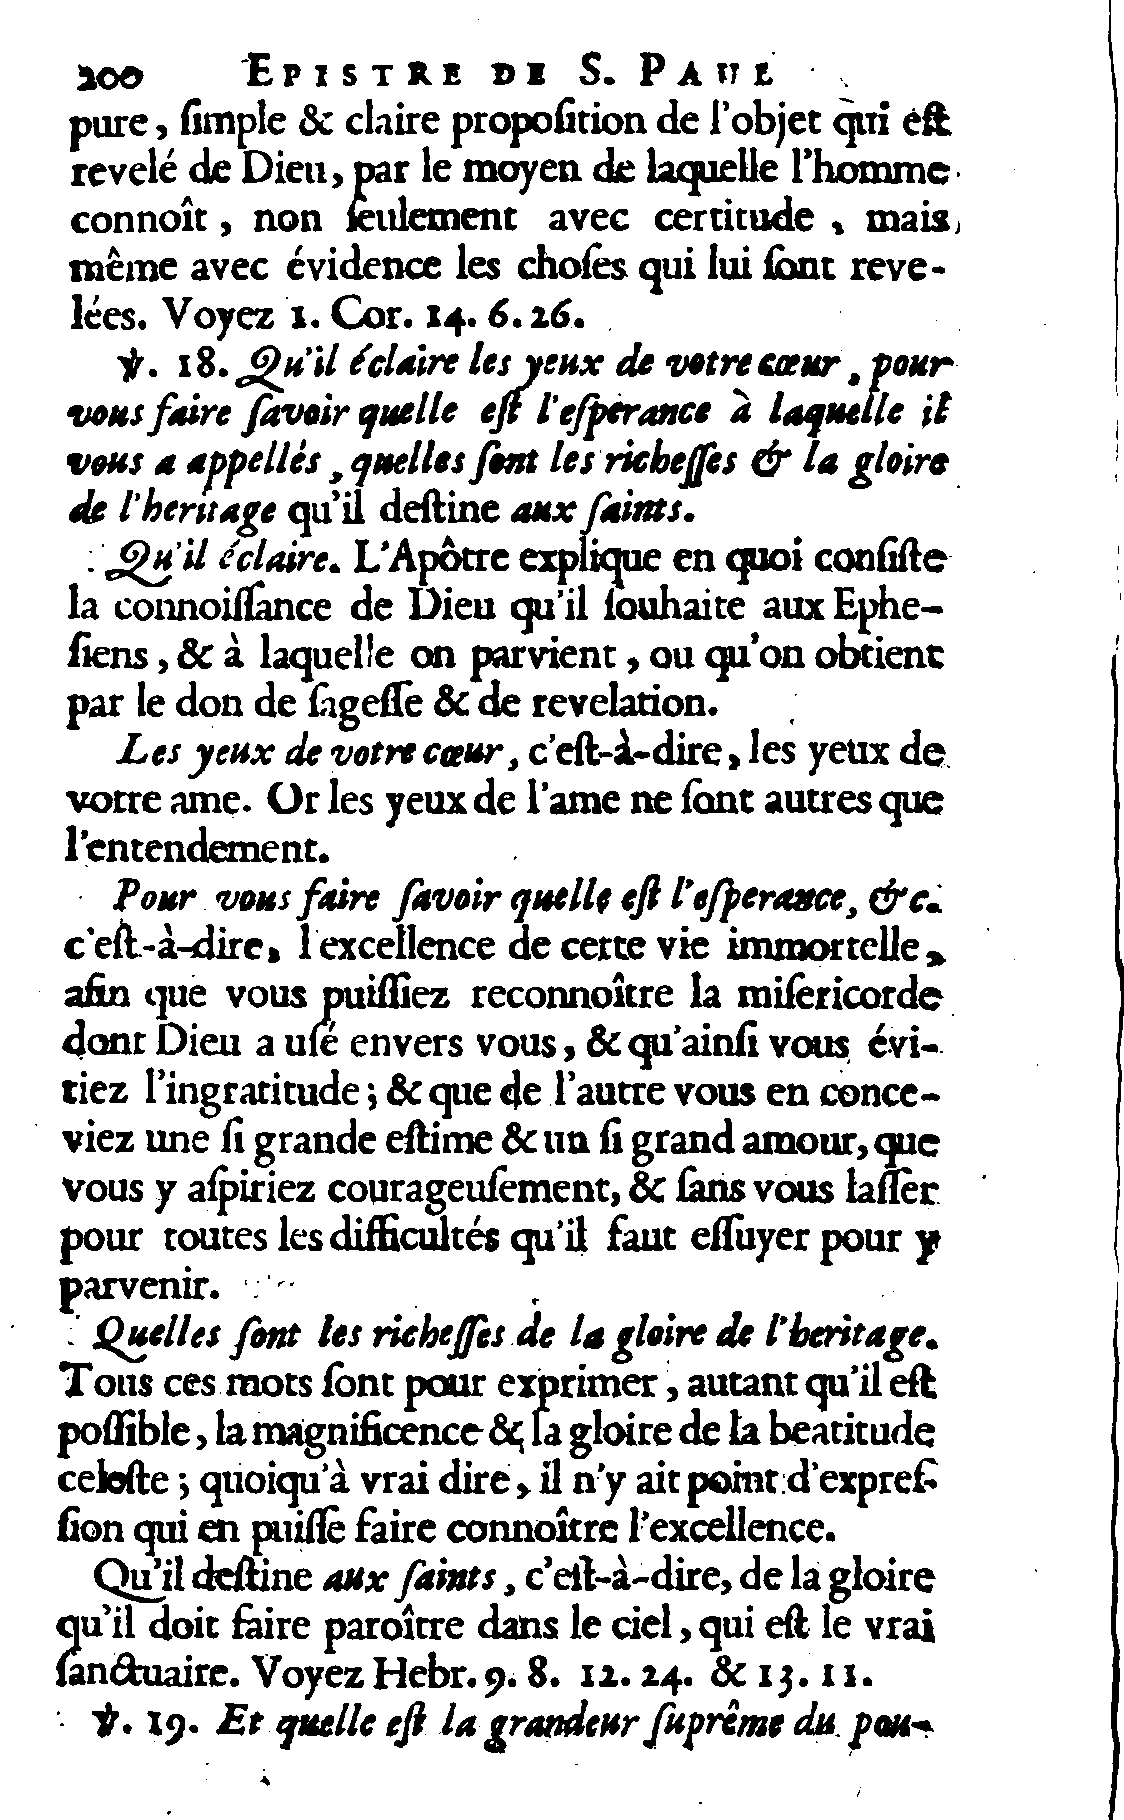 200 EPISTRE DE S. PAUL
pure, ſimple & claire propoſition de l'objet qui eſt
revelé de Dieu, par le moyen de laquelle l'homme
connoît, non ſeulement avec certitude, mais,
même avec évidence les choſes qui lui ſont reve-
lées. Voyez 1. Cor. 14. 6. 26.
℣. 18. Qu'il éclaire les yeux de votre cœur, pour
vous faire ſavoir quelle eſt l'eſperance à laquelle il
vous a appellés, quelles ſont les richeſſes & la gloire
de l'heritage qu'il deſtine aux ſaints.
Qu'il éclaire. L'Apôtre explique en quoi conſiſte
la connoiſſance de Dieu qu'il ſouhaite aux Ephe-
ſiens, & à laquelle on parvient, ou qu'on obtient
par le don de ſageſſe & de revelation.
Les yeux de votre cœur, c'eſt-à-dire, les yeux de
votre ame. Or les yeux de l'ame ne ſont autres que
l'entendement.
Pour vous faire ſavoir quelle eſt l'eſperance, &c.
c'eſt-à-dire, l'excellence de cette vie immortelle,
afin que vous puiſſiez reconnoître la miſericorde
dont Dieu a uſé envers vous, & qu'ainſi vous évi-
tiez l'ingratitude; & que de l'autre vous en conce-
viez une ſi grande eſtime & un ſi grand amour, que
vous y aſpiriez courageuſement, & ſans vous laſſer
pour toutes les difficultés qu'il faut eſſuyer pour y
parvenir.
Quelles ſont les richeſſes de la gloire de l'heritage.
Tous ces mots ſont pour exprimer, autant qu'il eſt
poſſible, la magnificence & la gloire de la beatitude
celeſte; quoiqu'à vrai dire, il n'y ait point d'expreſ-
ſion qui en puiſſe faire connoître l'excellence.
Qu'il deſtine aux ſaints, c'eſt-à-dire, de la gloire
qu'il doit faire paroître dans le ciel, qui eſt le vrai
ſanctuaire. Voyez Hebr. 9. 8. 12. 24. & 13. 11.
℣. 19. Et quelle eſt la grandeur ſuprême du pou-